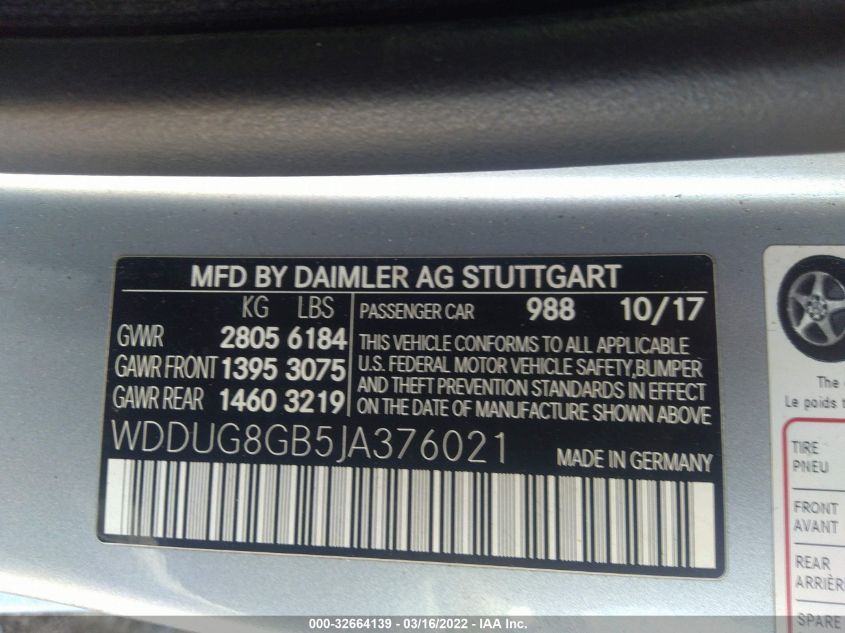 MFD BY DAIMLER AG STUTTGART
KG LBS PASSENGER CAR 988 10/17
GVWR 2805 6184
GAWR FRONT 1395 3075
GAWR REAR 1460 3219
THIS VEHICLE CONFORMS TO ALL APPLICABLE
U.S. FEDERAL MOTOR VEHICLE SAFETY,BUMPER
AND THEFT PREVENTION STANDARDS IN EFFECT
ON THE DATE OF MANUFACTURE SHOWN ABOVE
WDDUG8GB5JA376021 MADE IN GERMANY
The
Le poids
TIRE
PNEU
FRONT
AVANT
REAR
SPARE
000-32664139 - 03/16/2022 - IAA Inc.